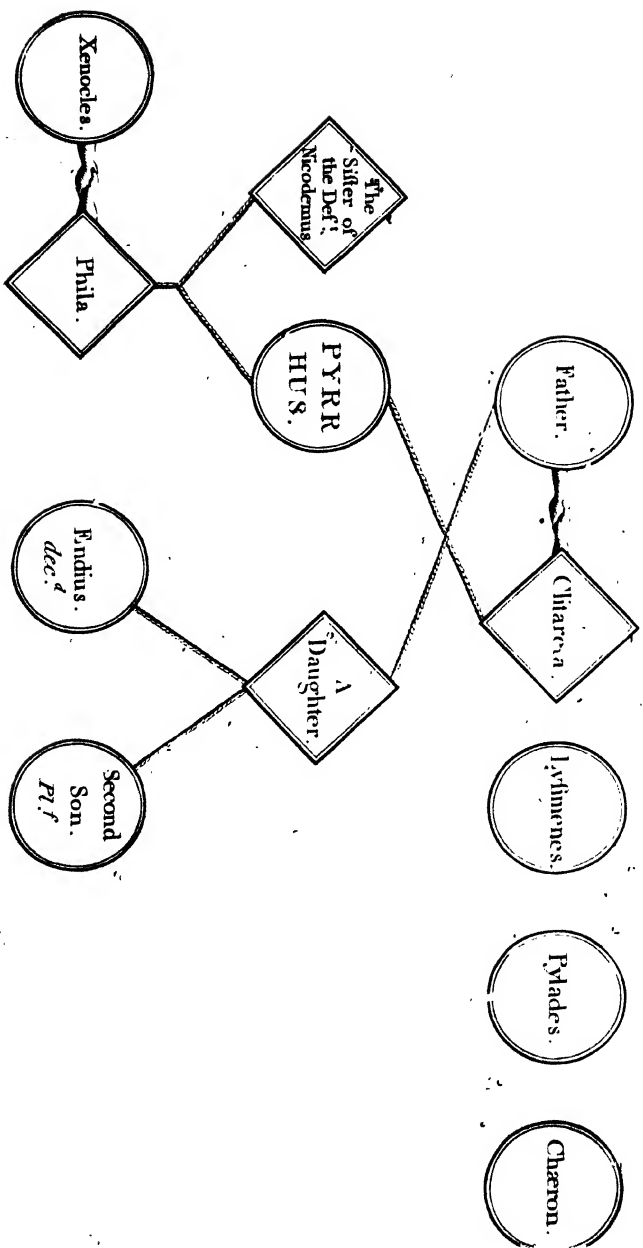 Father.
Lyſimenes.
Pylades.
Chæron.
The
Siſter of
the Def.ᵗ
Nicodemus
PYRR
HUS.
A
Daughter.
Xenocles.
Phila.
Endius.
dec.ᵈ
Second
Son.
Pl.f